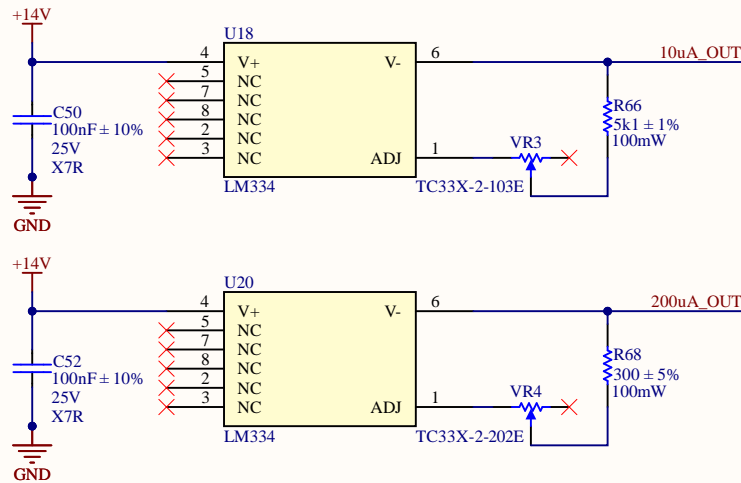 +14V
U18
4
V+
V-
6
10uA_OUT
5
NC
7
NC
8
NC
2
NC
3
NC
ADJ
1
LM334
C50
100nF ± 10%
25V
X7R
GND
VR3
TC33X-2-103E
R66
5k1 ± 1%
100mW
+14V
U20
4
V+
V-
6
200uA_OUT
5
NC
7
NC
8
NC
2
NC
3
NC
ADJ
1
LM334
C52
100nF ± 10%
25V
X7R
GND
VR4
TC33X-2-202E
R68
300 ± 5%
100mW